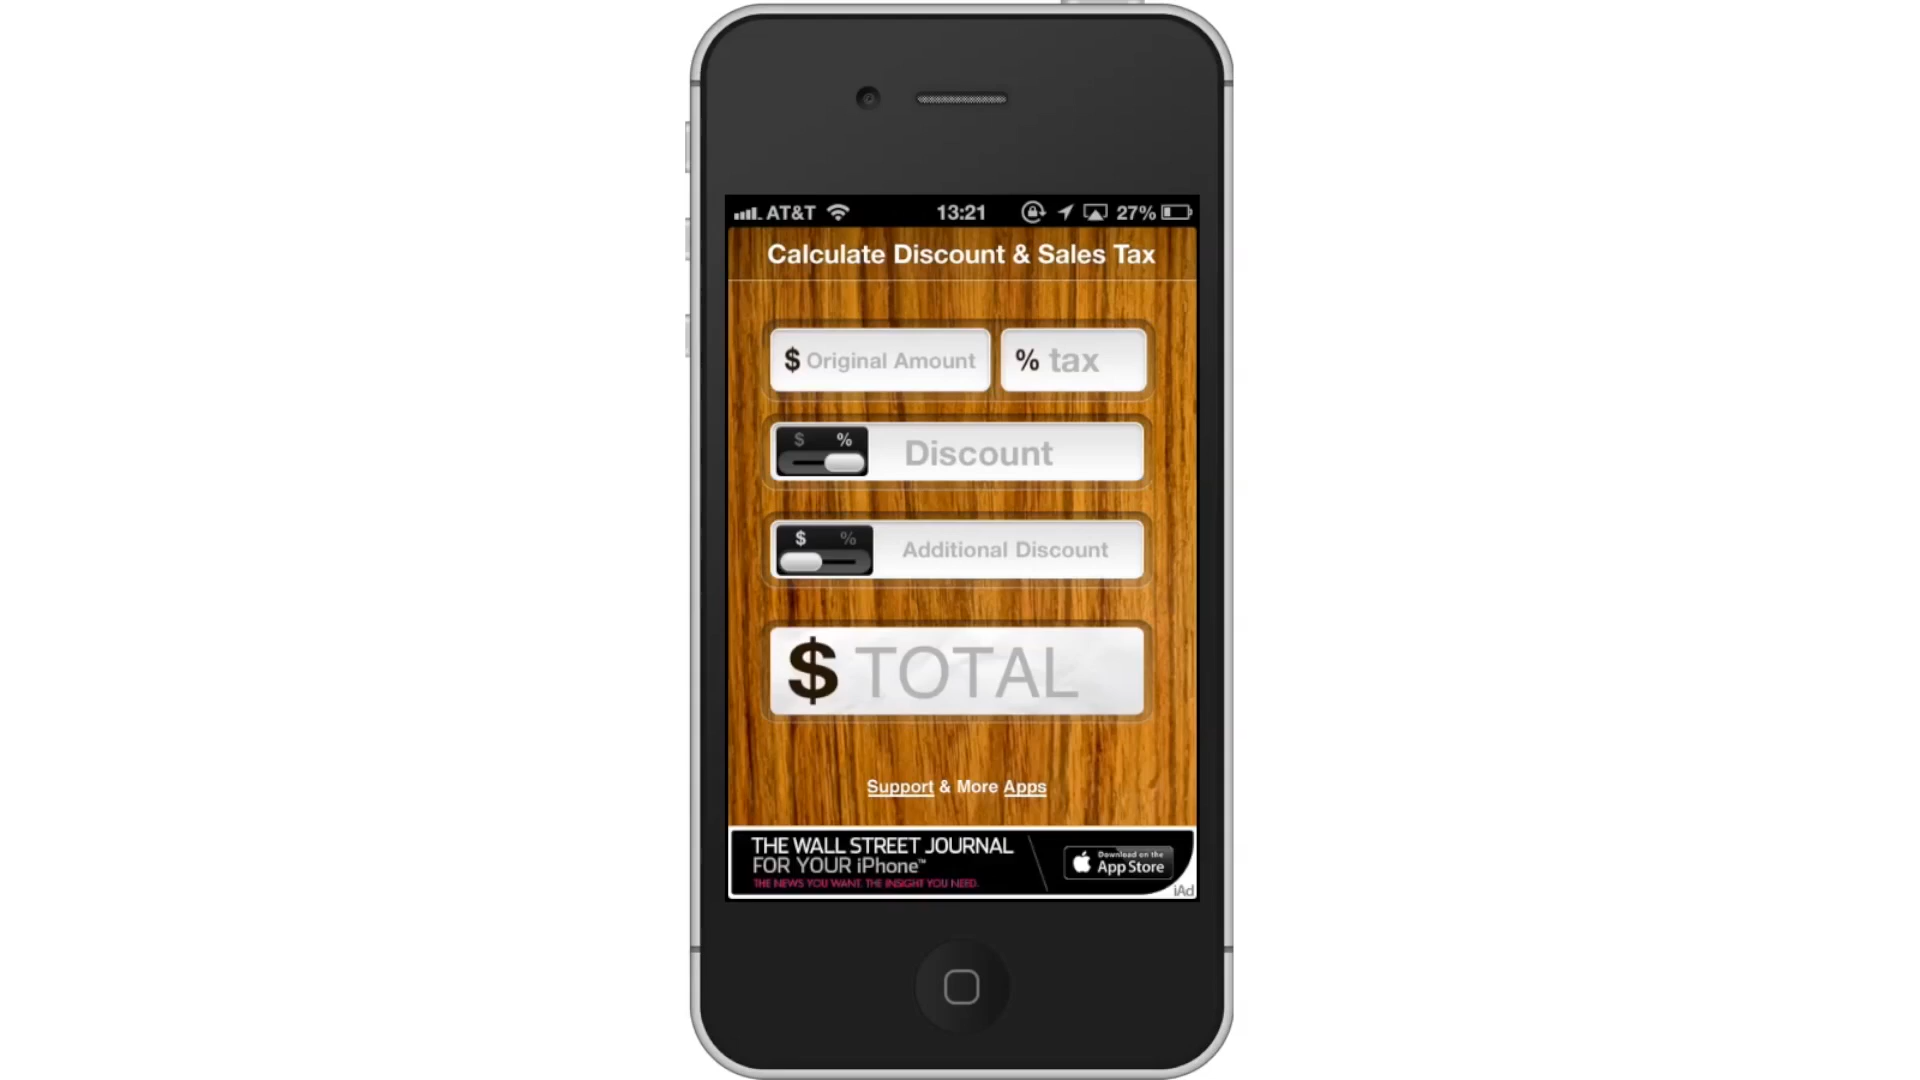 AT&T 13:21 27%
Calculate Discount & Sales Tax
$ Original Amount % tax
$ % Discount
$ % Additional Discount
$ TOTAL
Support & More Apps
THE WALL STREET JOURNAL
FOR YOUR iPhone™
THE NEWS YOU WANT. THE INSIGHT YOU NEED.
Download on the
App Store
iAd